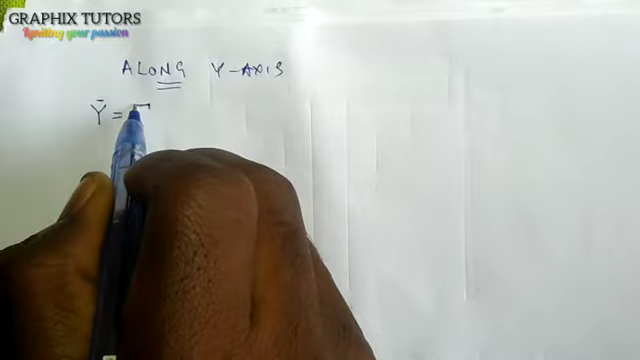 GRAPHIX TUTORS
Igniting your passion
ALONG Y-AXIS
Ȳ =